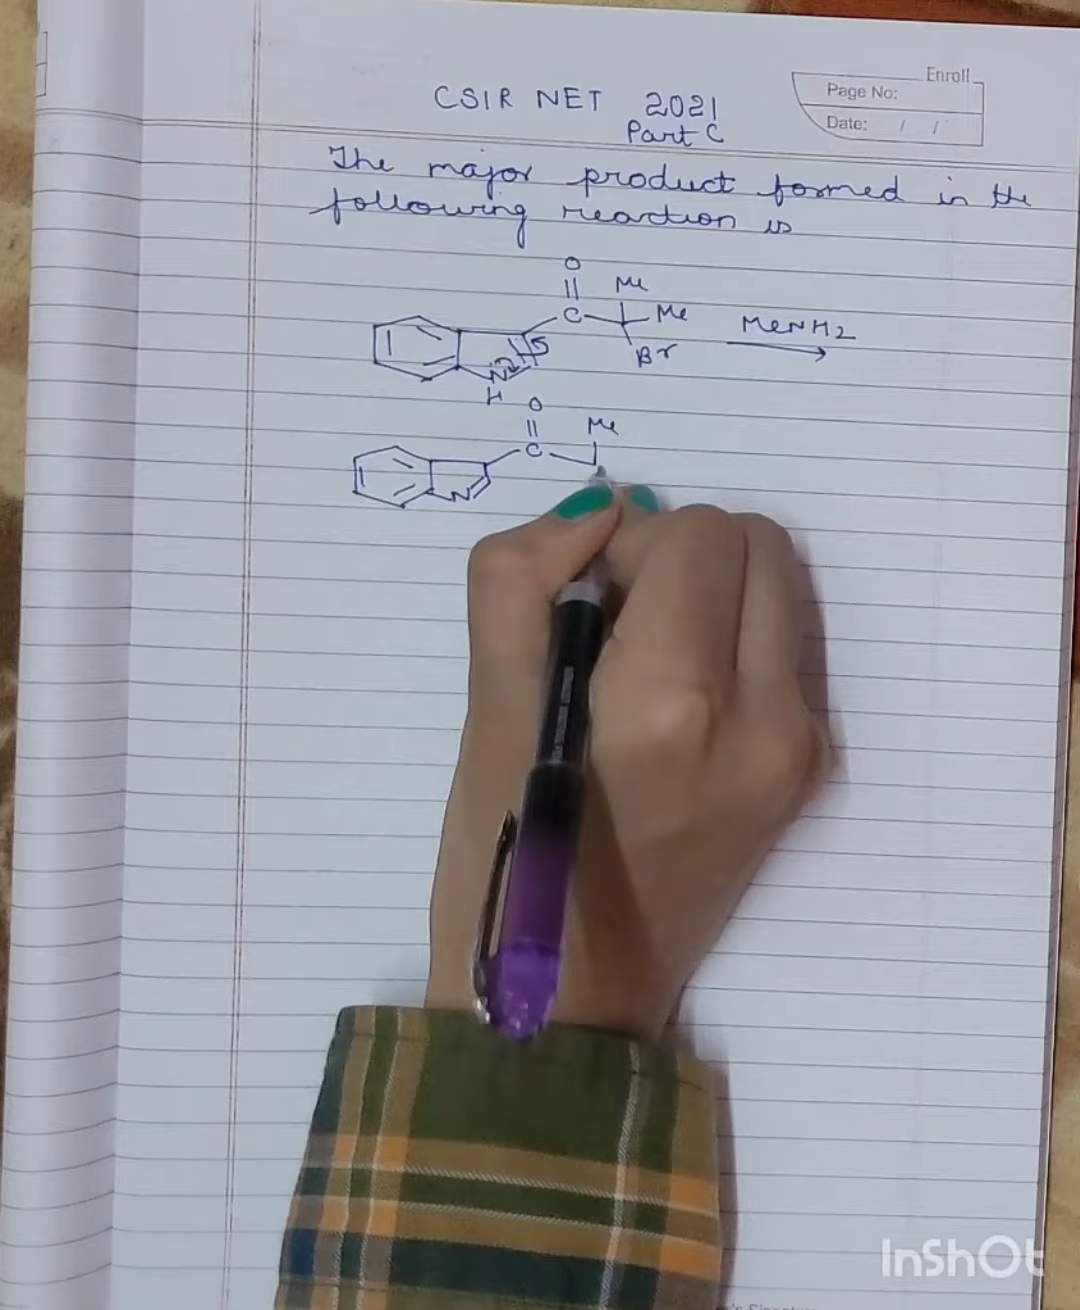 Enroll
CSIR NET 2021
Page No:
Part C
Date: / /
The major product formed in the
following reaction is
O
Me
C
Me
MeNH2
Br
N
H
O
Me
C
N
InShOt